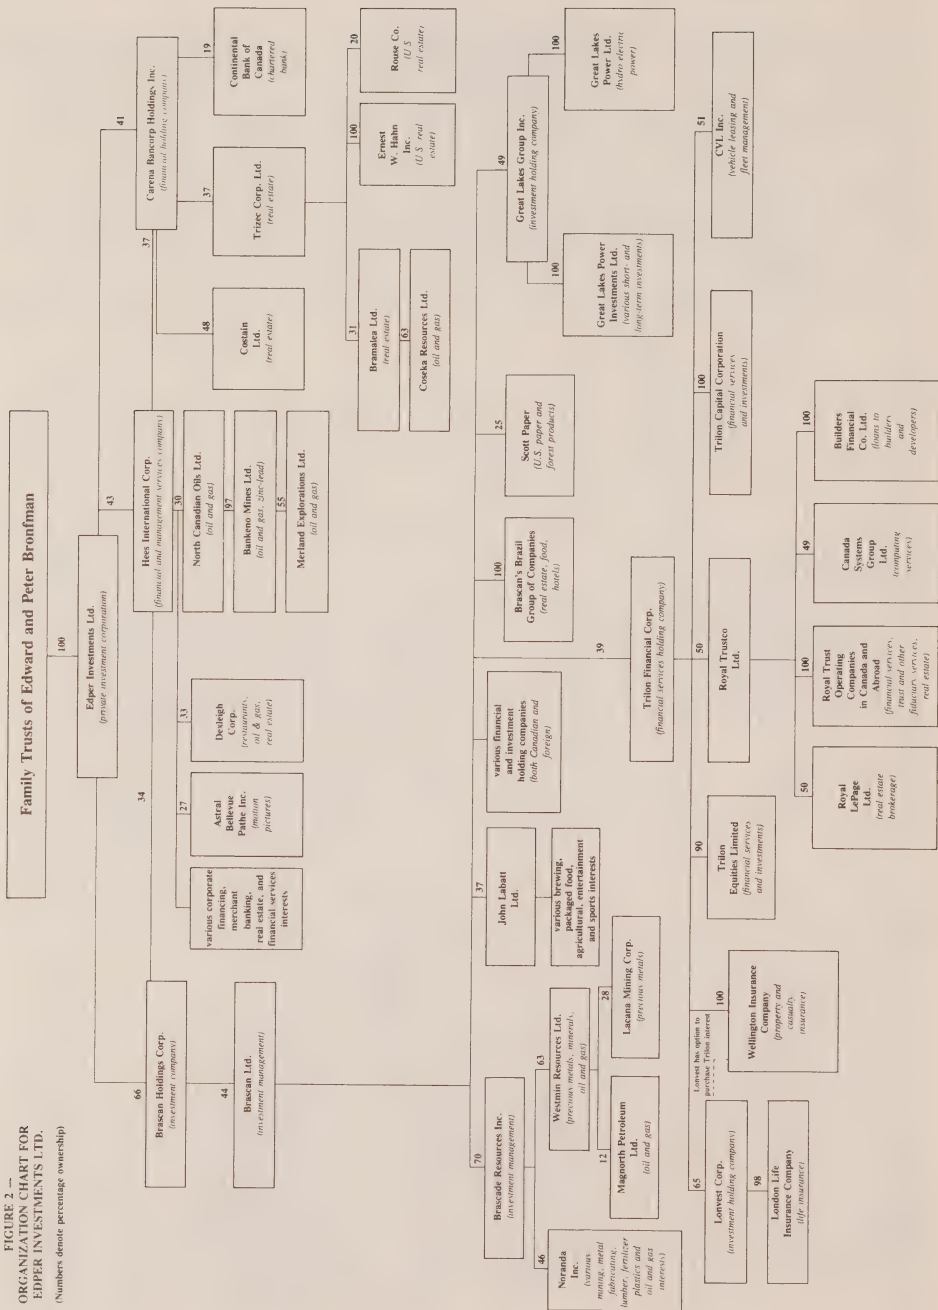 FIGURE 2 —
ORGANIZATION CHART FOR
EDPER INVESTMENTS LTD.
(Numbers denote percentage ownership)
Family Trusts of Edward and Peter Bronfman
100
Edper Investments Ltd.
(private investment corporation)
66
43
41
Brascan Holdings Corp.
(investment company)
34
Hees International Corp.
(financial and management services company)
37
Carena Bancorp Holdings Inc.
(financial holding company)
44
Brascan Ltd.
(investment management)
various corporate
financing,
merchant
banking,
real estate, and
financial services
interests
27
Astral
Bellevue
Pathe Inc.
(motion
pictures)
33
Dexleigh
Corp.
(restaurants,
oil & gas,
real estate)
30
North Canadian Oils Ltd.
(oil and gas)
97
Bankeno Mines Ltd.
(oil and gas, zinc-lead)
55
Merland Explorations Ltd.
(oil and gas)
48
Costain
Ltd.
(real estate)
37
Trizec Corp. Ltd.
(real estate)
19
Continental
Bank of
Canada
(chartered
bank)
31
Bramalea Ltd.
(real estate)
63
Coseka Resources Ltd.
(oil and gas)
100
Ernest
W. Hahn
Inc.
(U S real
estate)
20
Rouse Co.
(U S
real estate)
70
Brascade Resources Inc.
(investment management)
46
Noranda
Inc.
(various
mining, metal
fabricating,
lumber, fertilizer
plastics and
oil and gas
interests)
63
Westmin Resources Ltd.
(precious metals, minerals,
oil and gas)
12
Magnorth Petroleum
Ltd.
(oil and gas)
28
Lacana Mining Corp.
(precious metals)
37
John Labatt
Ltd.
various brewing,
packaged food,
agricultural, entertainment
and sports interests
various financial
and investment
holding companies
(both Canadian and
foreign)
100
Brascan's Brazil
Group of Companies
(real estate, food,
hotels)
25
Scott Paper
(U.S. paper and
forest products)
49
Great Lakes Group Inc.
(investment holding company)
100
Great Lakes Power
Investments Ltd.
(various short- and
long-term investments)
100
Great Lakes
Power Ltd.
(hydro electric
power)
39
Trilon Financial Corp.
(financial services holding company)
65
Lonvest Corp.
(investment holding company)
98
London Life
Insurance Company
(life insurance)
Lonvest has option to
purchase Trilon interest
100
Wellington Insurance
Company
(property and
casualty
insurance)
90
Trilon
Equities Limited
(financial services
and investments)
50
Royal Trustco
Ltd.
100
Trilon Capital Corporation
(financial services
and investments)
51
CVL Inc.
(vehicle leasing and
fleet management)
50
Royal
LePage
Ltd.
(real estate
brokerage)
100
Royal Trust
Operating
Companies
in Canada and
Abroad
(financial services,
trust and other
fiduciary services,
real estate)
49
Canada
Systems
Group
Ltd.
(computing
services)
100
Builders
Financial
Co. Ltd.
(loans to
builders
and
developers)